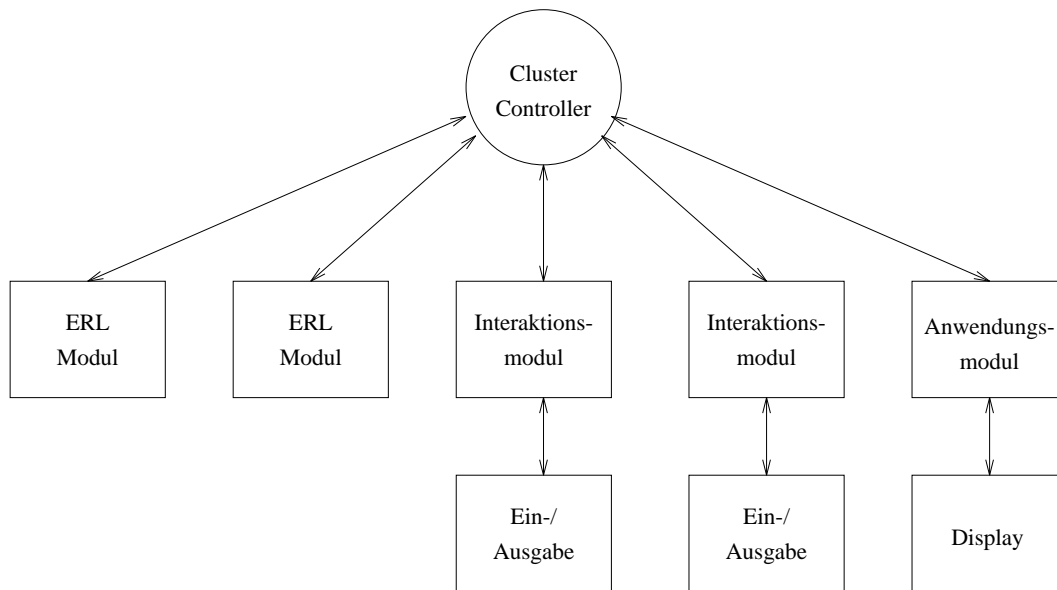 Cluster
Controller
ERL
Modul
ERL
Modul
Interaktions-
modul
Interaktions-
modul
Anwendungs-
modul
Ein-/
Ausgabe
Ein-/
Ausgabe
Display